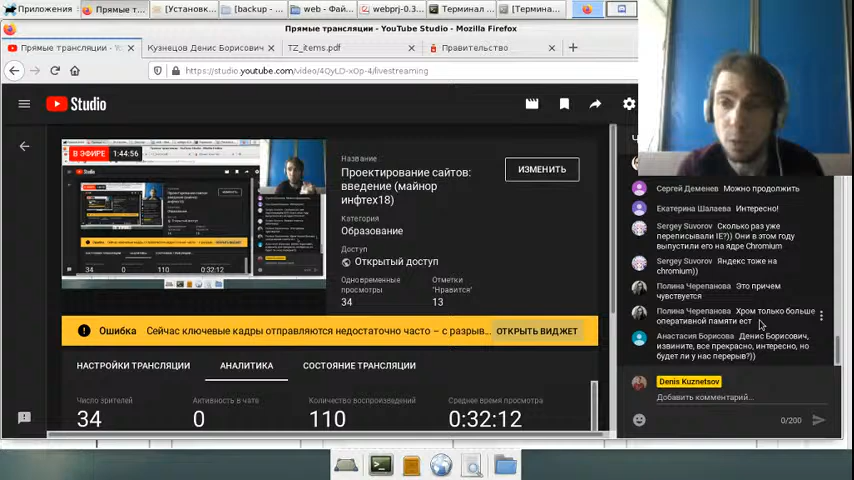 Приложения
Прямые т...
[Установк...
[backup - ...
web - Фай...
webprj-0.3...
Терминал ...
[Термина...
Прямые трансляции - YouTube Studio - Mozilla Firefox
Прямые трансляции - YouTu
Кузнецов Денис Борисович
TZ_items.pdf
Правительство
https://studio.youtube.com/video/4QyLD-xOp-4/livestreaming
Studio
В ЭФИРЕ 1:44:56
Название
Проектирование сайтов:
введение (майнор
инфтех18)
ИЗМЕНИТЬ
Категория
Образование
Доступ
Открытый доступ
Одновременные
просмотры
34
Отметки
"Нравится"
13
Ошибка Сейчас ключевые кадры отправляются недостаточно часто – с разрыв...
ОТКРЫТЬ ВИДЖЕТ
НАСТРОЙКИ ТРАНСЛЯЦИИ
АНАЛИТИКА
СОСТОЯНИЕ ТРАНСЛЯЦИИ
Число зрителей
34
Активность в чате
0
Количество воспроизведений
110
Среднее время просмотра
0:32:12
Сергей Деменев Можно продолжить
Екатерина Шалаева Интересно!
Sergey Suvorov Сколько раз уже
переписывали IE?)) Они в этом году
выпустили его на ядре Chromium
Sergey Suvorov Яндекс тоже на
chromium))
Полина Черепанова Это причем
чувствуется
Полина Черепанова Хром только больше
оперативной памяти ест
Анастасия Борисова Денис Борисович,
извините, все прекрасно, интересно, но
будет ли у нас перерыв?))
Denis Kuznetsov
Добавить комментарий...
0/200